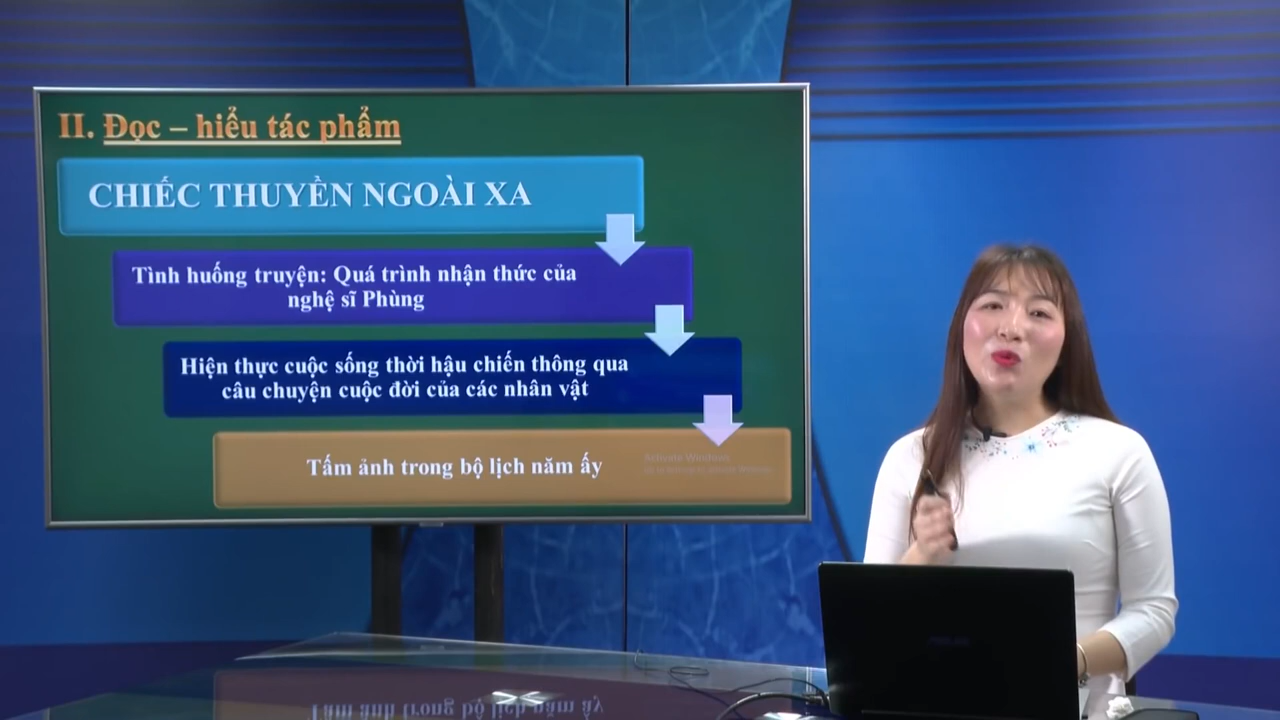 II. Đọc – hiểu tác phẩm
CHIẾC THUYỀN NGOÀI XA
Tình huống truyện: Quá trình nhận thức của
nghệ sĩ Phùng
Hiện thực cuộc sống thời hậu chiến thông qua
câu chuyện cuộc đời của các nhân vật
Tấm ảnh trong bộ lịch năm ấy
Activate Windows